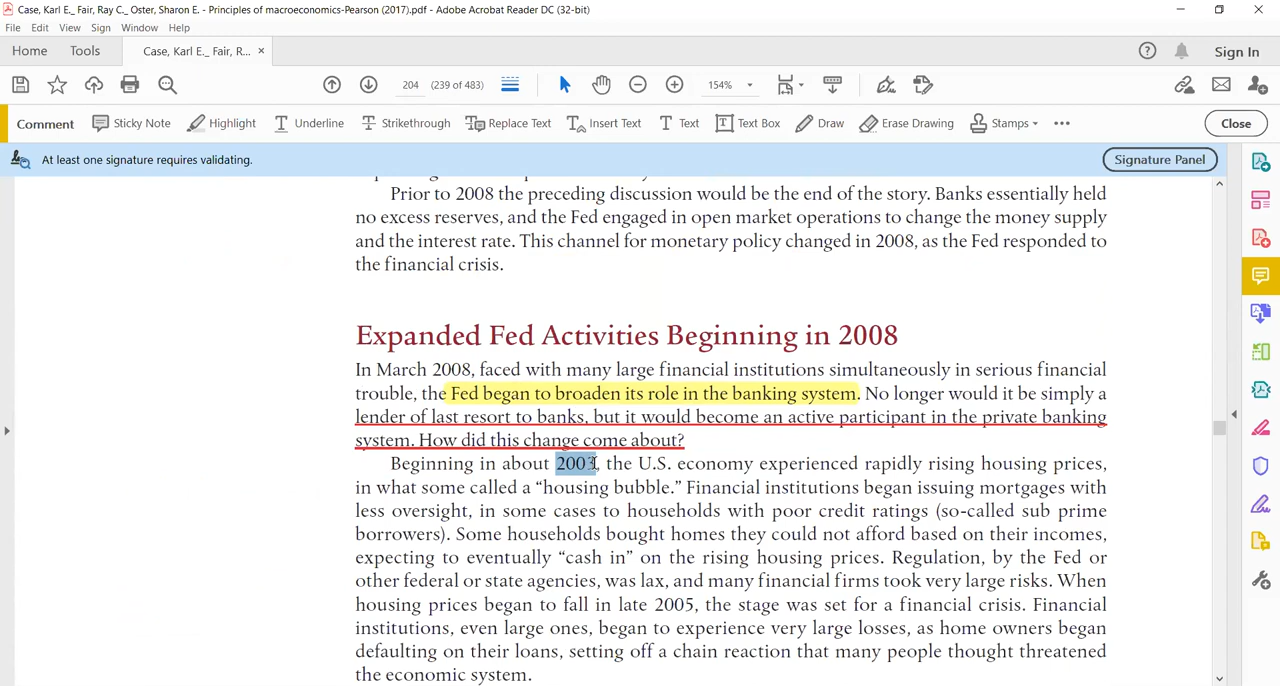 Case, Karl E._ Fair, Ray C._ Oster, Sharon E. - Principles of macroeconomics-Pearson (2017).pdf - Adobe Acrobat Reader DC (32-bit)
File Edit View Sign Window Help
Home Tools Case, Karl E._ Fair, R... × Sign In
204 (239 of 483) 154%
Comment Sticky Note Highlight Underline Strikethrough Replace Text Insert Text Text Text Box Draw Erase Drawing Stamps Close
At least one signature requires validating. Signature Panel
Prior to 2008 the preceding discussion would be the end of the story. Banks essentially held
no excess reserves, and the Fed engaged in open market operations to change the money supply
and the interest rate. This channel for monetary policy changed in 2008, as the Fed responded to
the financial crisis.
Expanded Fed Activities Beginning in 2008
In March 2008, faced with many large financial institutions simultaneously in serious financial
trouble, the Fed began to broaden its role in the banking system. No longer would it be simply a
lender of last resort to banks, but it would become an active participant in the private banking
system. How did this change come about?
Beginning in about 2003, the U.S. economy experienced rapidly rising housing prices,
in what some called a “housing bubble.” Financial institutions began issuing mortgages with
less oversight, in some cases to households with poor credit ratings (so-called sub prime
borrowers). Some households bought homes they could not afford based on their incomes,
expecting to eventually “cash in” on the rising housing prices. Regulation, by the Fed or
other federal or state agencies, was lax, and many financial firms took very large risks. When
housing prices began to fall in late 2005, the stage was set for a financial crisis. Financial
institutions, even large ones, began to experience very large losses, as home owners began
defaulting on their loans, setting off a chain reaction that many people thought threatened
the economic system.